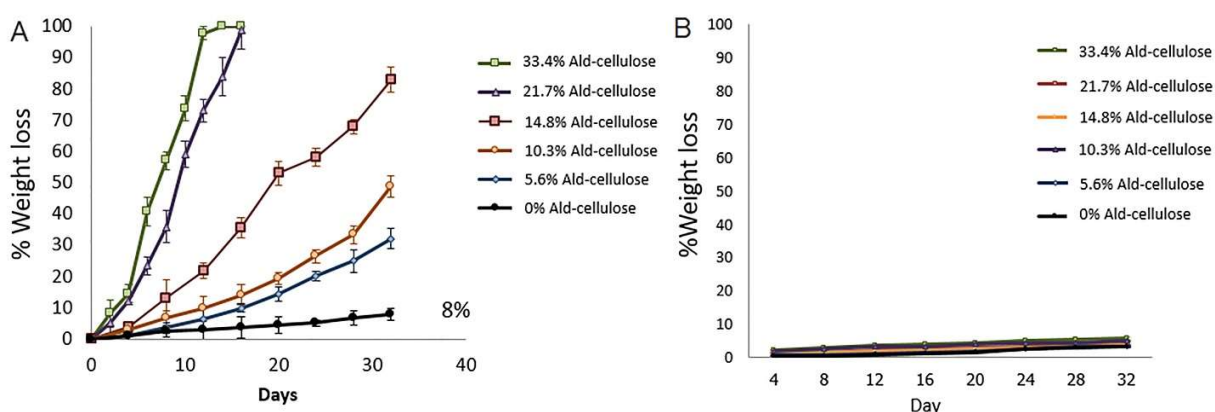 A
% Weight loss
100
90
80
70
60
50
40
30
20
10
0
0 10 20 30 40
Days
33.4% Ald-cellulose
21.7% Ald-cellulose
14.8% Ald-cellulose
10.3% Ald-cellulose
5.6% Ald-cellulose
0% Ald-cellulose
8%
B
%Weight loss
100
90
80
70
60
50
40
30
20
10
0
4 8 12 16 20 24 28 32
Day
33.4% Ald-cellulose
21.7% Ald-cellulose
14.8% Ald-cellulose
10.3% Ald-cellulose
5.6% Ald-cellulose
0% Ald-cellulose